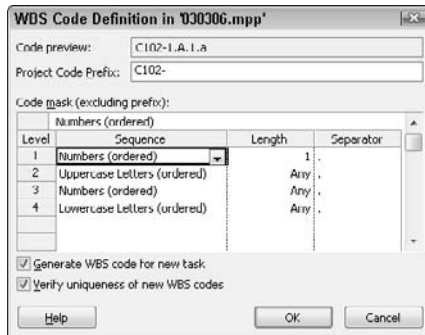 WDS Code Definition in '030306.mpp'
Code preview: C102-1.A.1.a
Project Code Prefix: C102-
Code mask (excluding prefix):
Numbers (ordered)
Level Sequence Length Separator
1 Numbers (ordered) 1 .
2 Uppercase Letters (ordered) Any .
3 Numbers (ordered) Any .
4 Lowercase Letters (ordered) Any .
Generate WBS code for new task
Verify uniqueness of new WBS codes
Help OK Cancel